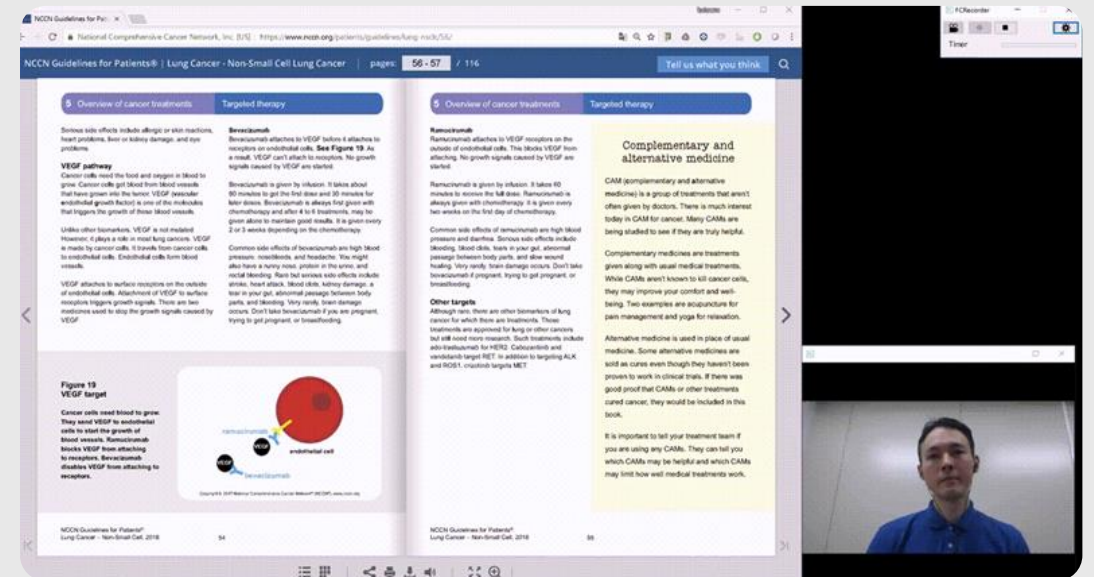 NCCN Guidelines for Pati
FCRecorder
National Comprehensive Cancer Network, Inc. [US] https://www.nccn.org/patients/guidelines/lung-nsclc/56/
Timer
NCCN Guidelines for Patients® | Lung Cancer - Non-Small Cell Lung Cancer
pages: 56 - 57 / 116
Tell us what you think
5 Overview of cancer treatments
Targeted therapy
Serious side effects include allergic or skin reactions,
heart problems, liver or kidney damage, and eye
problems.
VEGF pathway
Cancer cells need the food and oxygen in blood to
grow. Cancer cells get blood from blood vessels
that have grown into the tumor. VEGF (vascular
endothelial growth factor) is one of the molecules
that triggers the growth of these blood vessels.
Unlike other biomarkers, VEGF is not mutated.
However, it plays a role in most lung cancers. VEGF
is made by cancer cells. It travels from cancer cells
to endothelial cells. Endothelial cells form blood
vessels.
VEGF attaches to surface receptors on the outside
of endothelial cells. Attachment of VEGF to surface
receptors triggers growth signals. There are two
medicines used to stop the growth signals caused by
VEGF
Bevacizumab
Bevacizumab attaches to VEGF before it attaches to
receptors on endothelial cells. See Figure 19. As
a result, VEGF can't attach to receptors. No growth
signals caused by VEGF are started.
Bevacizumab is given by infusion. It takes about
90 minutes to get the first dose and 30 minutes for
later doses. Bevacizumab is always first given with
chemotherapy and after 4 to 6 treatments, may be
given alone to maintain good results. It is given every
2 or 3 weeks depending on the chemotherapy.
Common side effects of bevacizumab are high blood
pressure, nosebleeds, and headache. You might
also have a runny nose, protein in the urine, and
rectal bleeding. Rare but serious side effects include
stroke, heart attack, blood clots, kidney damage, a
tear in your gut, abnormal passage between body
parts, and bleeding. Very rarely, brain damage
occurs. Don't take bevacizumab if you are pregnant,
trying to get pregnant, or breastfeeding.
Figure 19
VEGF target
Cancer cells need blood to grow.
They send VEGF to endothelial
cells to start the growth of
blood vessels. Ramucirumab
blocks VEGF from attaching
to receptors. Bevacizumab
disables VEGF from attaching to
receptors.
ramucirumab
VEGF
endothelial cell
VEGF
bevacizumab
NCCN Guidelines for Patients®
Lung Cancer – Non-Small Cell, 2018
54
5 Overview of cancer treatments
Targeted therapy
Ramucirumab
Ramucirumab attaches to VEGF receptors on the
outside of endothelial cells. This blocks VEGF from
attaching. No growth signals caused by VEGF are
started.
Ramucirumab is given by infusion. It takes 60
minutes to receive the full dose. Ramucirumab is
always given with chemotherapy. It is given every
two weeks on the first day of chemotherapy.
Common side effects of ramucirumab are high blood
pressure and diarrhea. Serious side effects include
bleeding, blood clots, tears in your gut, abnormal
passage between body parts, and slow wound
healing. Very rarely, brain damage occurs. Don't take
bevacizumab if pregnant, trying to get pregnant, or
breastfeeding.
Other targets
Although rare, there are other biomarkers of lung
cancer for which there are treatments. These
treatments are approved for lung or other cancers
but still need more research. Such treatments include
ado-trastuzumab for HER2. Cabozantinib and
vandetanib target RET. In addition to targeting ALK
and ROS1, crizotinib targets MET.
Complementary and
alternative medicine
CAM (complementary and alternative
medicine) is a group of treatments that aren't
often given by doctors. There is much interest
today in CAM for cancer. Many CAMs are
being studied to see if they are truly helpful.
Complementary medicines are treatments
given along with usual medical treatments.
While CAMs aren't known to kill cancer cells,
they may improve your comfort and well-
being. Two examples are acupuncture for
pain management and yoga for relaxation.
Alternative medicine is used in place of usual
medicine. Some alternative medicines are
sold as cures even though they haven't been
proven to work in clinical trials. If there was
good proof that CAMs or other treatments
cured cancer, they would be included in this
book.
It is important to tell your treatment team if
you are using any CAMs. They can tell you
which CAMs may be helpful and which CAMs
may limit how well medical treatments work.
NCCN Guidelines for Patients®
Lung Cancer – Non-Small Cell, 2018
55